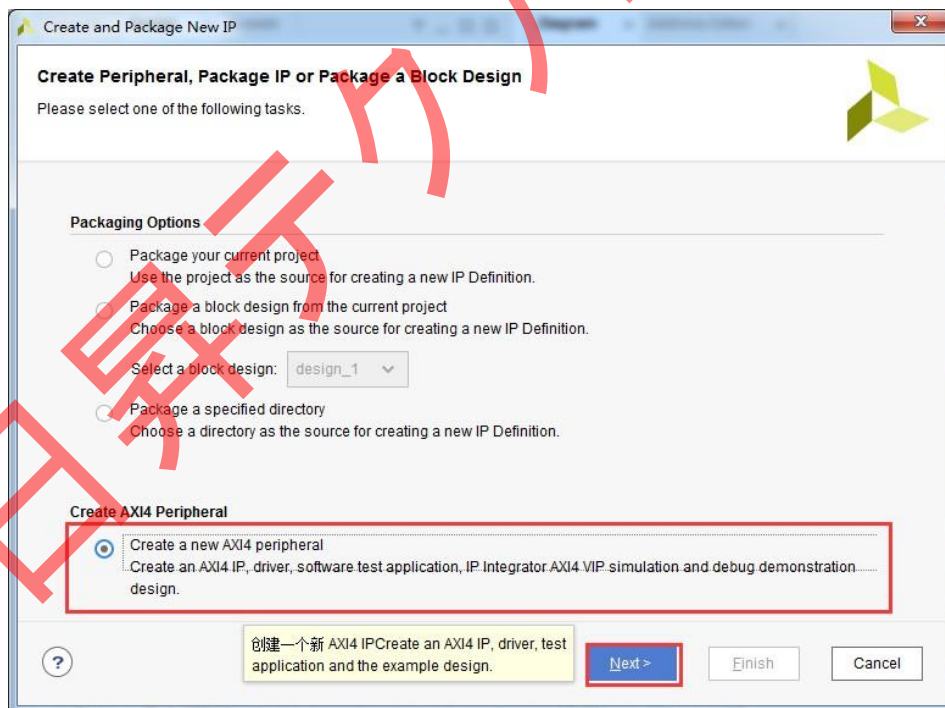 Create and Package New IP
Create Peripheral, Package IP or Package a Block Design
Please select one of the following tasks.
Packaging Options
Package your current project
Use the project as the source for creating a new IP Definition.
Package a block design from the current project
Choose a block design as the source for creating a new IP Definition.
Select a block design: design_1
Package a specified directory
Choose a directory as the source for creating a new IP Definition.
Create AXI4 Peripheral
Create a new AXI4 peripheral
Create an AXI4 IP, driver, software test application, IP Integrator AXI4 VIP simulation and debug demonstration
design.
创建一个新 AXI4 IPCreate an AXI4 IP, driver, test
application and the example design.
? Next > Finish Cancel
日昇テク